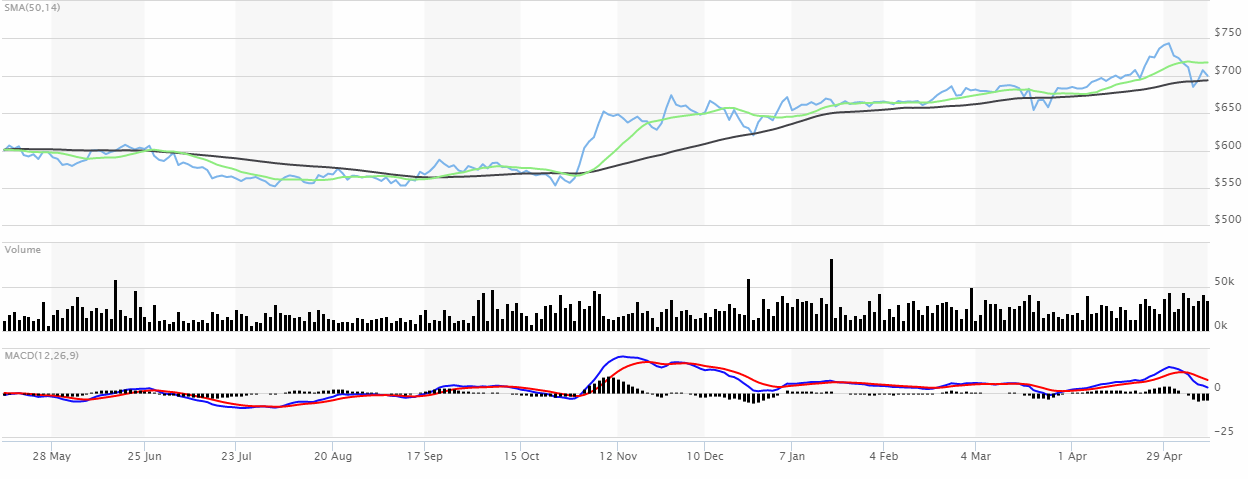 SMA(50,14)
$750
$700
$650
$600
$550
$500
Volume
50k
0k
MACD(12,26,9)
0
-25
28 May 25 Jun 23 Jul 20 Aug 17 Sep 15 Oct 12 Nov 10 Dec 7 Jan 4 Feb 4 Mar 1 Apr 29 Apr